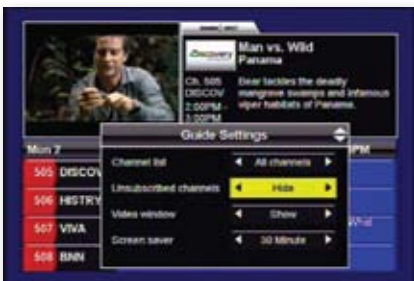 Discovery
Man vs. Wild
Panama
Ch. 505
DISCOV
2:00PM -
3:00PM
Bear tackles the deadly
mangrove swamps and infamous
viper habitats of Panama.
Guide Settings
Mon 7
PM
Channel list All channels
505 DISCOV
Unsubscribed channels Hide
506 HISTRY
Video window Show
507 VIVA
Screen saver 30 Minute
508 BNN